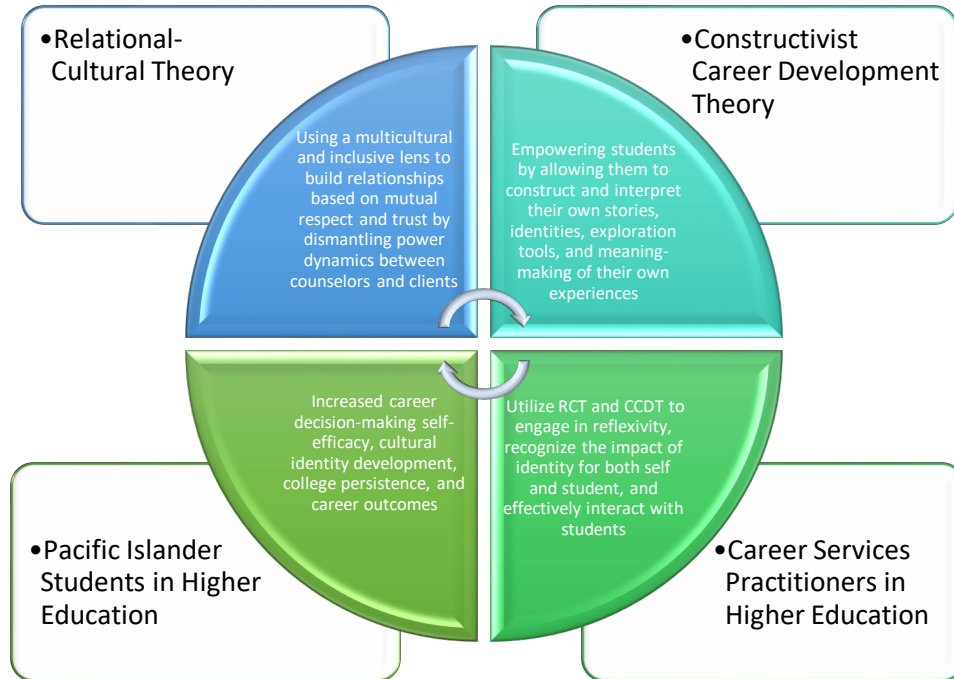 •Relational-
Cultural Theory
•Constructivist
Career Development
Theory
Using a multicultural
and inclusive lens to
build relationships
based on mutual
respect and trust by
dismantling power
dynamics between
counselors and clients
Empowering students
by allowing them to
construct and interpret
their own stories,
identities, exploration
tools, and meaning-
making of their own
experiences
Increased career
decision-making self-
efficacy, cultural
identity development,
college persistence, and
career outcomes
Utilize RCT and CCDT to
engage in reflexivity,
recognize the impact of
identity for both self
and student, and
effectively interact with
students
•Pacific Islander
Students in Higher
Education
•Career Services
Practitioners in
Higher Education